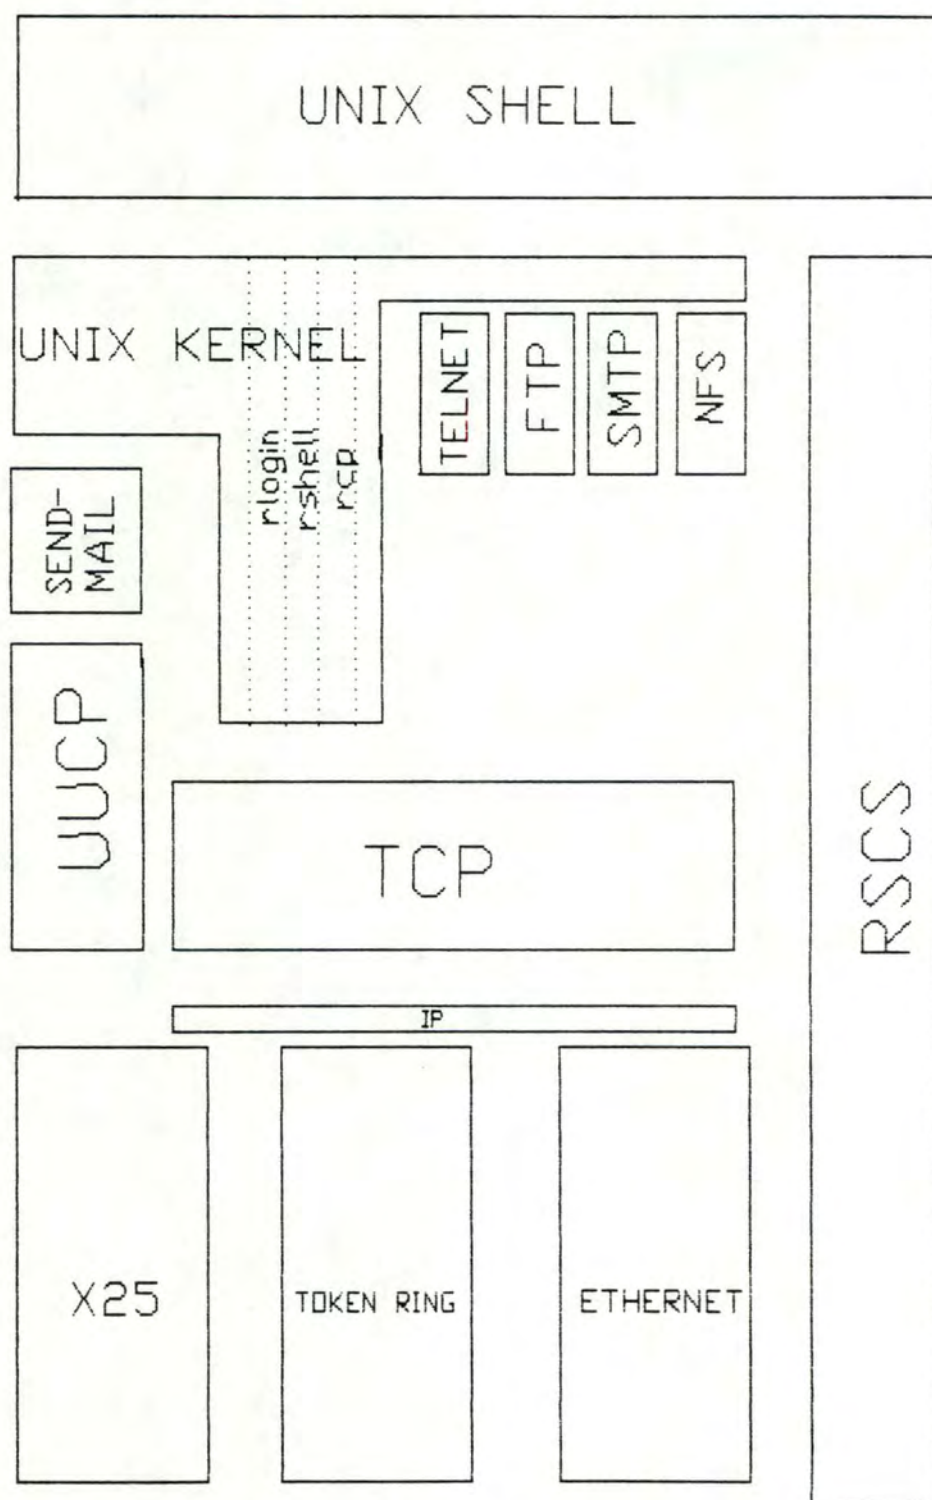 UNIX SHELL
UNIX KERNEL
rlogin
rshell
rcp
TELNET
FTP
SMTP
NFS
SEND-
MAIL
UUCP
TCP
RSCS
IP
X25
TOKEN RING
ETHERNET